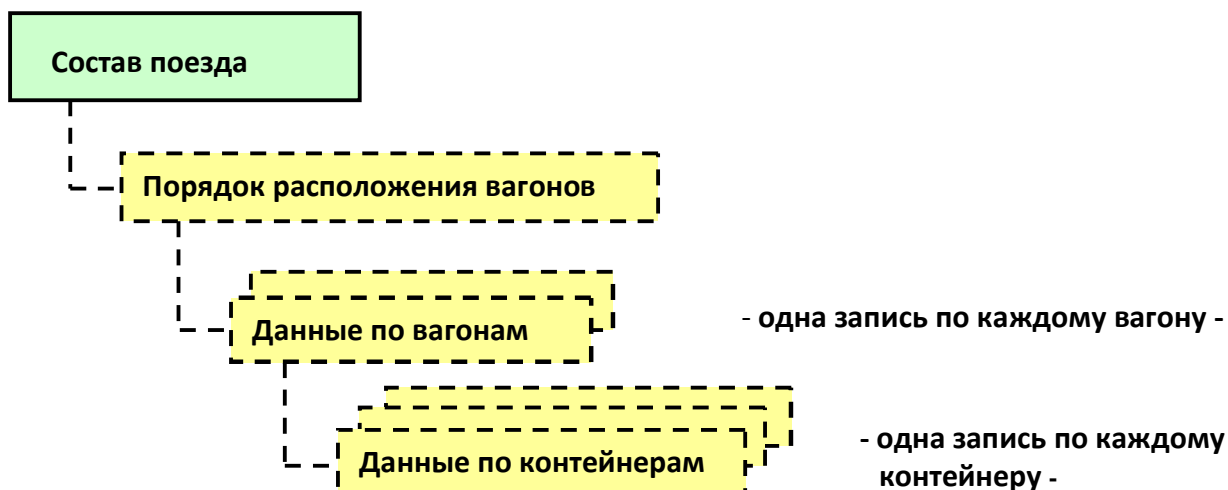 Состав поезда
Порядок расположения вагонов
Данные по вагонам
- одна запись по каждому вагону -
Данные по контейнерам
- одна запись по каждому
контейнеру -